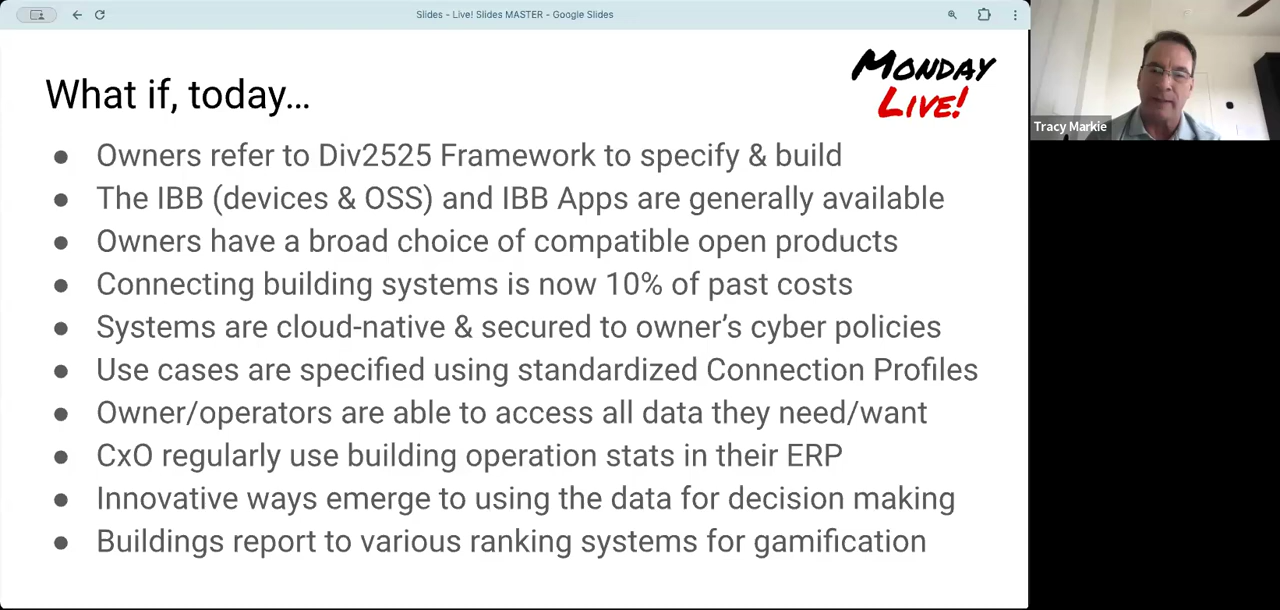 Slides - Live! Slides MASTER - Google Slides
What if, today…
MONDAY
LIVE!
● Owners refer to Div2525 Framework to specify & build
● The IBB (devices & OSS) and IBB Apps are generally available
● Owners have a broad choice of compatible open products
● Connecting building systems is now 10% of past costs
● Systems are cloud-native & secured to owner’s cyber policies
● Use cases are specified using standardized Connection Profiles
● Owner/operators are able to access all data they need/want
● CxO regularly use building operation stats in their ERP
● Innovative ways emerge to using the data for decision making
● Buildings report to various ranking systems for gamification
Tracy Markie